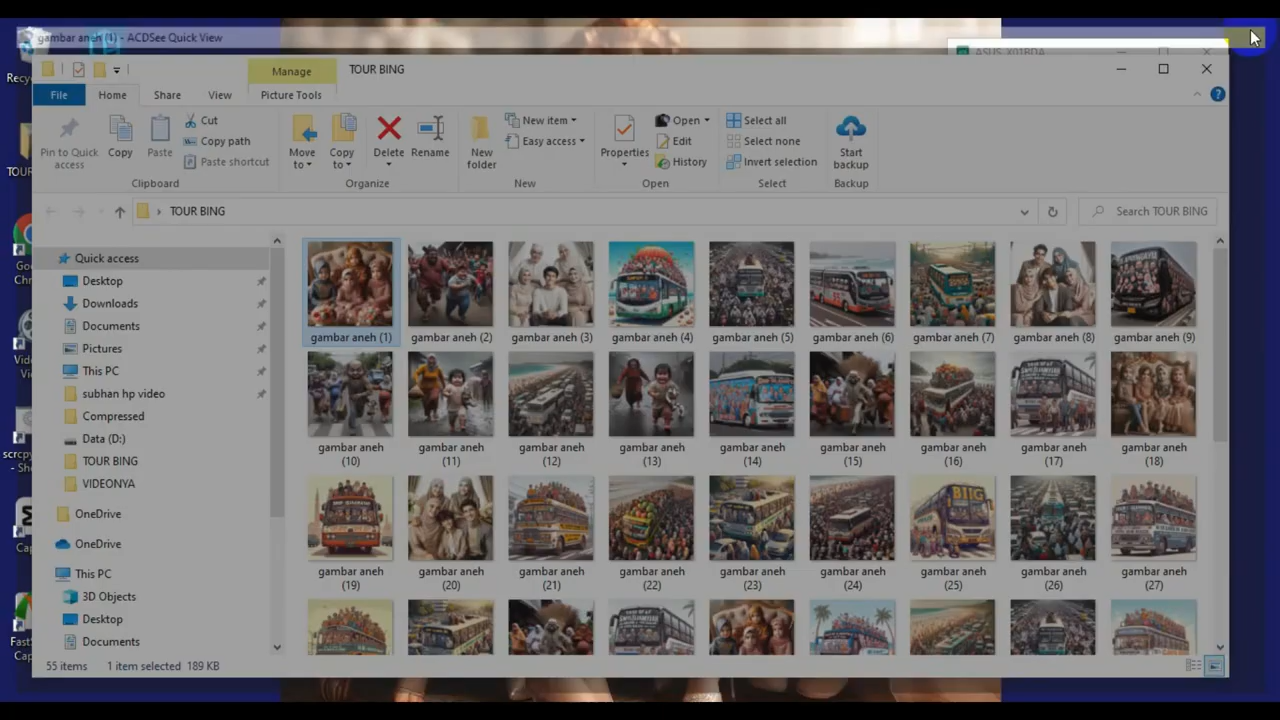 gambar aneh (1) - ACDSee Quick View
ASUS_X01BDA
Manage
TOUR BING
File
Home
Share
View
Picture Tools
Pin to Quick access
Copy
Paste
Cut
Copy path
Paste shortcut
Clipboard
Move to
Copy to
Delete
Rename
Organize
New folder
New item
Easy access
New
Properties
Open
Edit
History
Open
Select all
Select none
Invert selection
Select
Start backup
Backup
TOUR BING
Search TOUR BING
Quick access
Desktop
Downloads
Documents
Pictures
This PC
subhan hp video
Compressed
Data (D:)
TOUR BING
VIDEONYA
OneDrive
OneDrive
This PC
3D Objects
Desktop
Documents
gambar aneh (1)
gambar aneh (2)
gambar aneh (3)
gambar aneh (4)
gambar aneh (5)
gambar aneh (6)
gambar aneh (7)
gambar aneh (8)
gambar aneh (9)
gambar aneh (10)
gambar aneh (11)
gambar aneh (12)
gambar aneh (13)
gambar aneh (14)
gambar aneh (15)
gambar aneh (16)
gambar aneh (17)
gambar aneh (18)
gambar aneh (19)
gambar aneh (20)
gambar aneh (21)
gambar aneh (22)
gambar aneh (23)
gambar aneh (24)
BIIG
gambar aneh (25)
gambar aneh (26)
gambar aneh (27)
55 items
1 item selected 189 KB